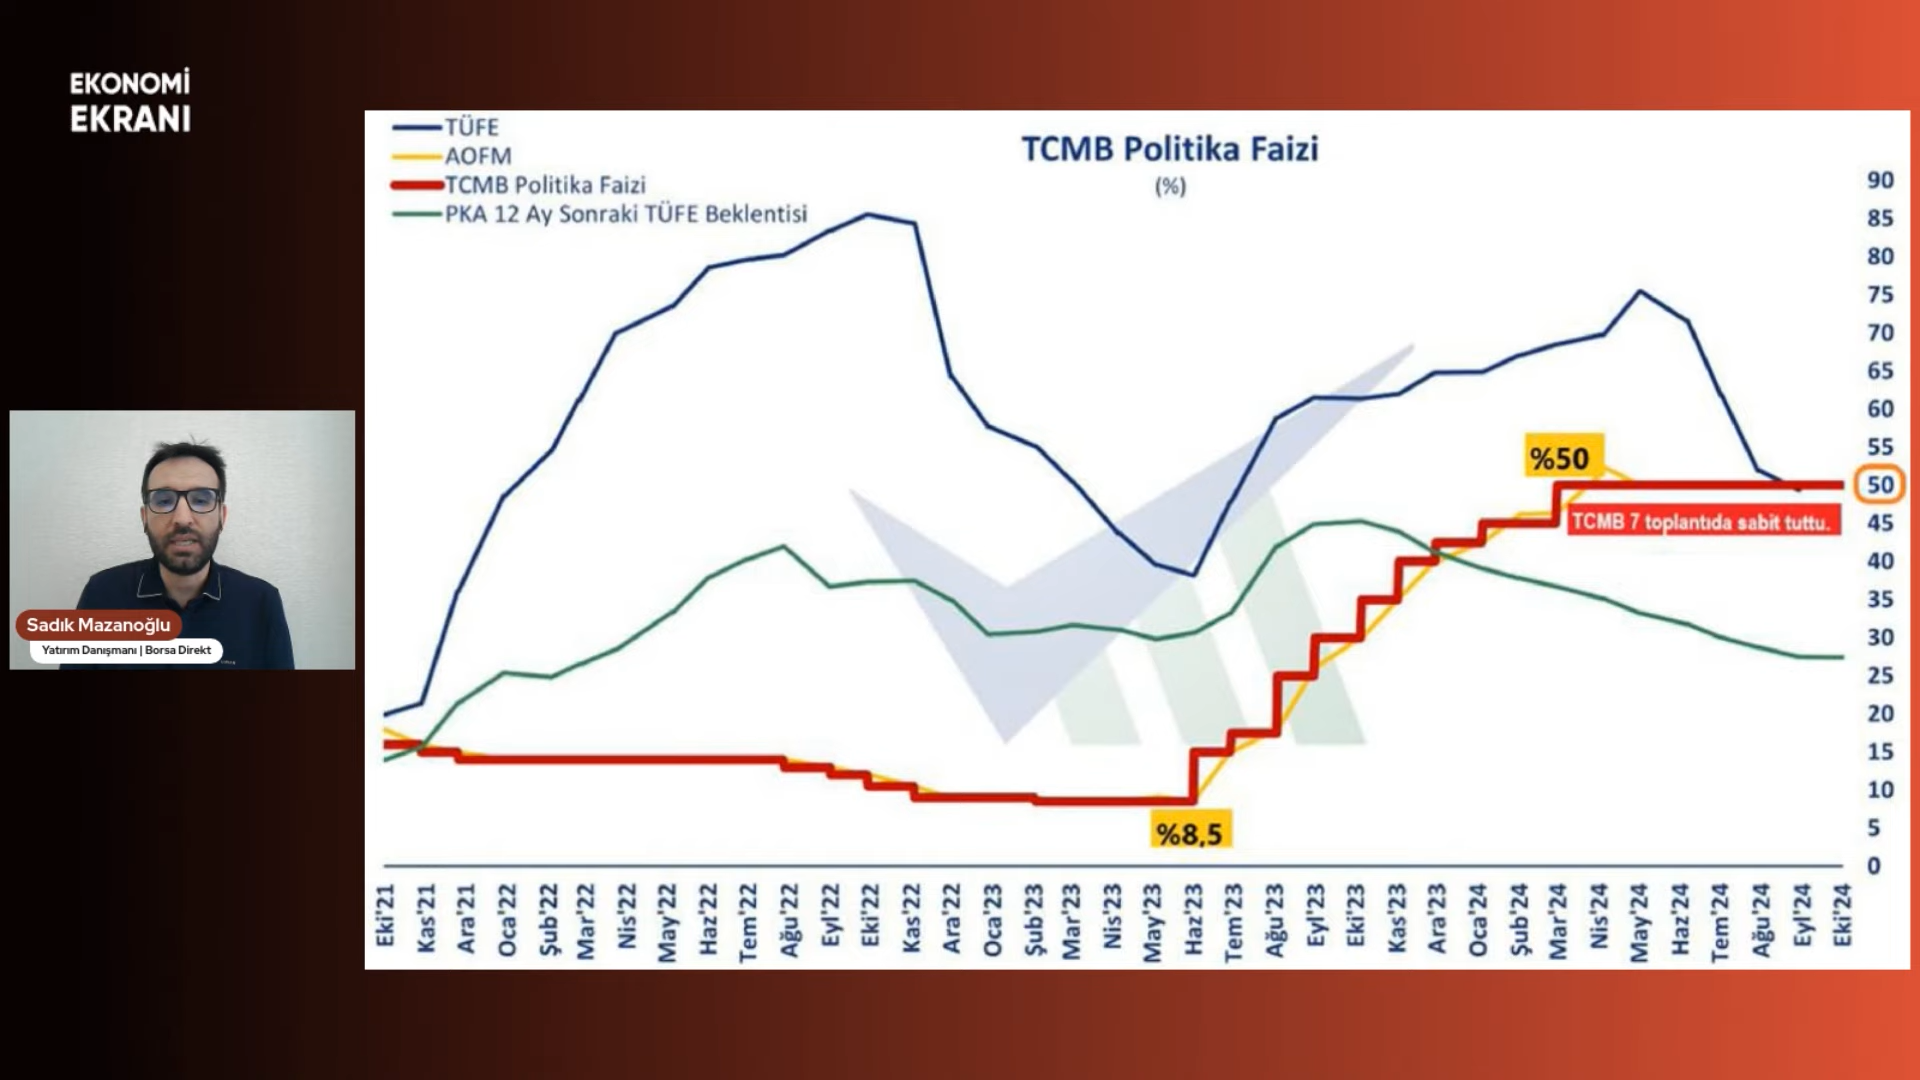 EKONOMİ
EKRANI
TÜFE
AOFM
TCMB Politika Faizi
PKA 12 Ay Sonraki TÜFE Beklentisi
TCMB Politika Faizi
(%)
90
85
80
75
70
65
60
55
50
45
40
35
30
25
20
15
10
5
0
%50
TCMB 7 toplantıda sabit tuttu.
%8,5
Sadık Mazanoğlu
Yatırım Danışmanı | Borsa Direkt
Eki'21
Kas'21
Ara'21
Oca'22
Şub'22
Mar'22
Nis'22
May'22
Haz'22
Tem'22
Ağu'22
Eyl'22
Eki'22
Kas'22
Ara'22
Oca'23
Şub'23
Mar'23
Nis'23
May'23
Haz'23
Tem'23
Ağu'23
Eyl'23
Eki'23
Kas'23
Ara'23
Oca'24
Şub'24
Mar'24
Nis'24
May'24
Haz'24
Tem'24
Ağu'24
Eyl'24
Eki'24